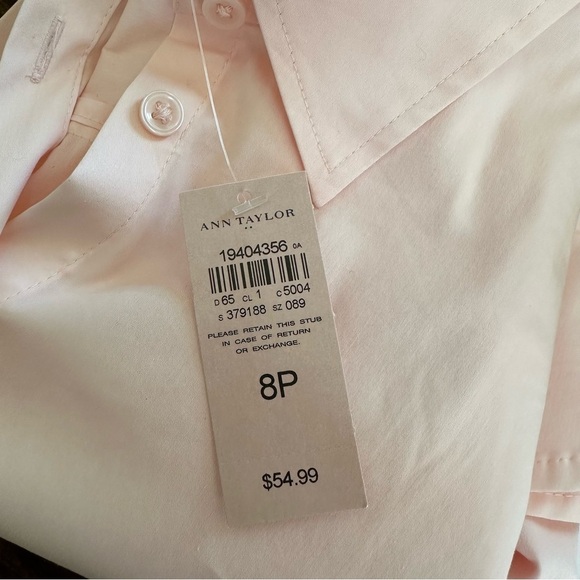 ANN TAYLOR
19404356 0A
D 65 CL 1 C 5004
S 379188 SZ 089
PLEASE RETAIN THIS STUB
IN CASE OF RETURN
OR EXCHANGE.
8P
$54.99